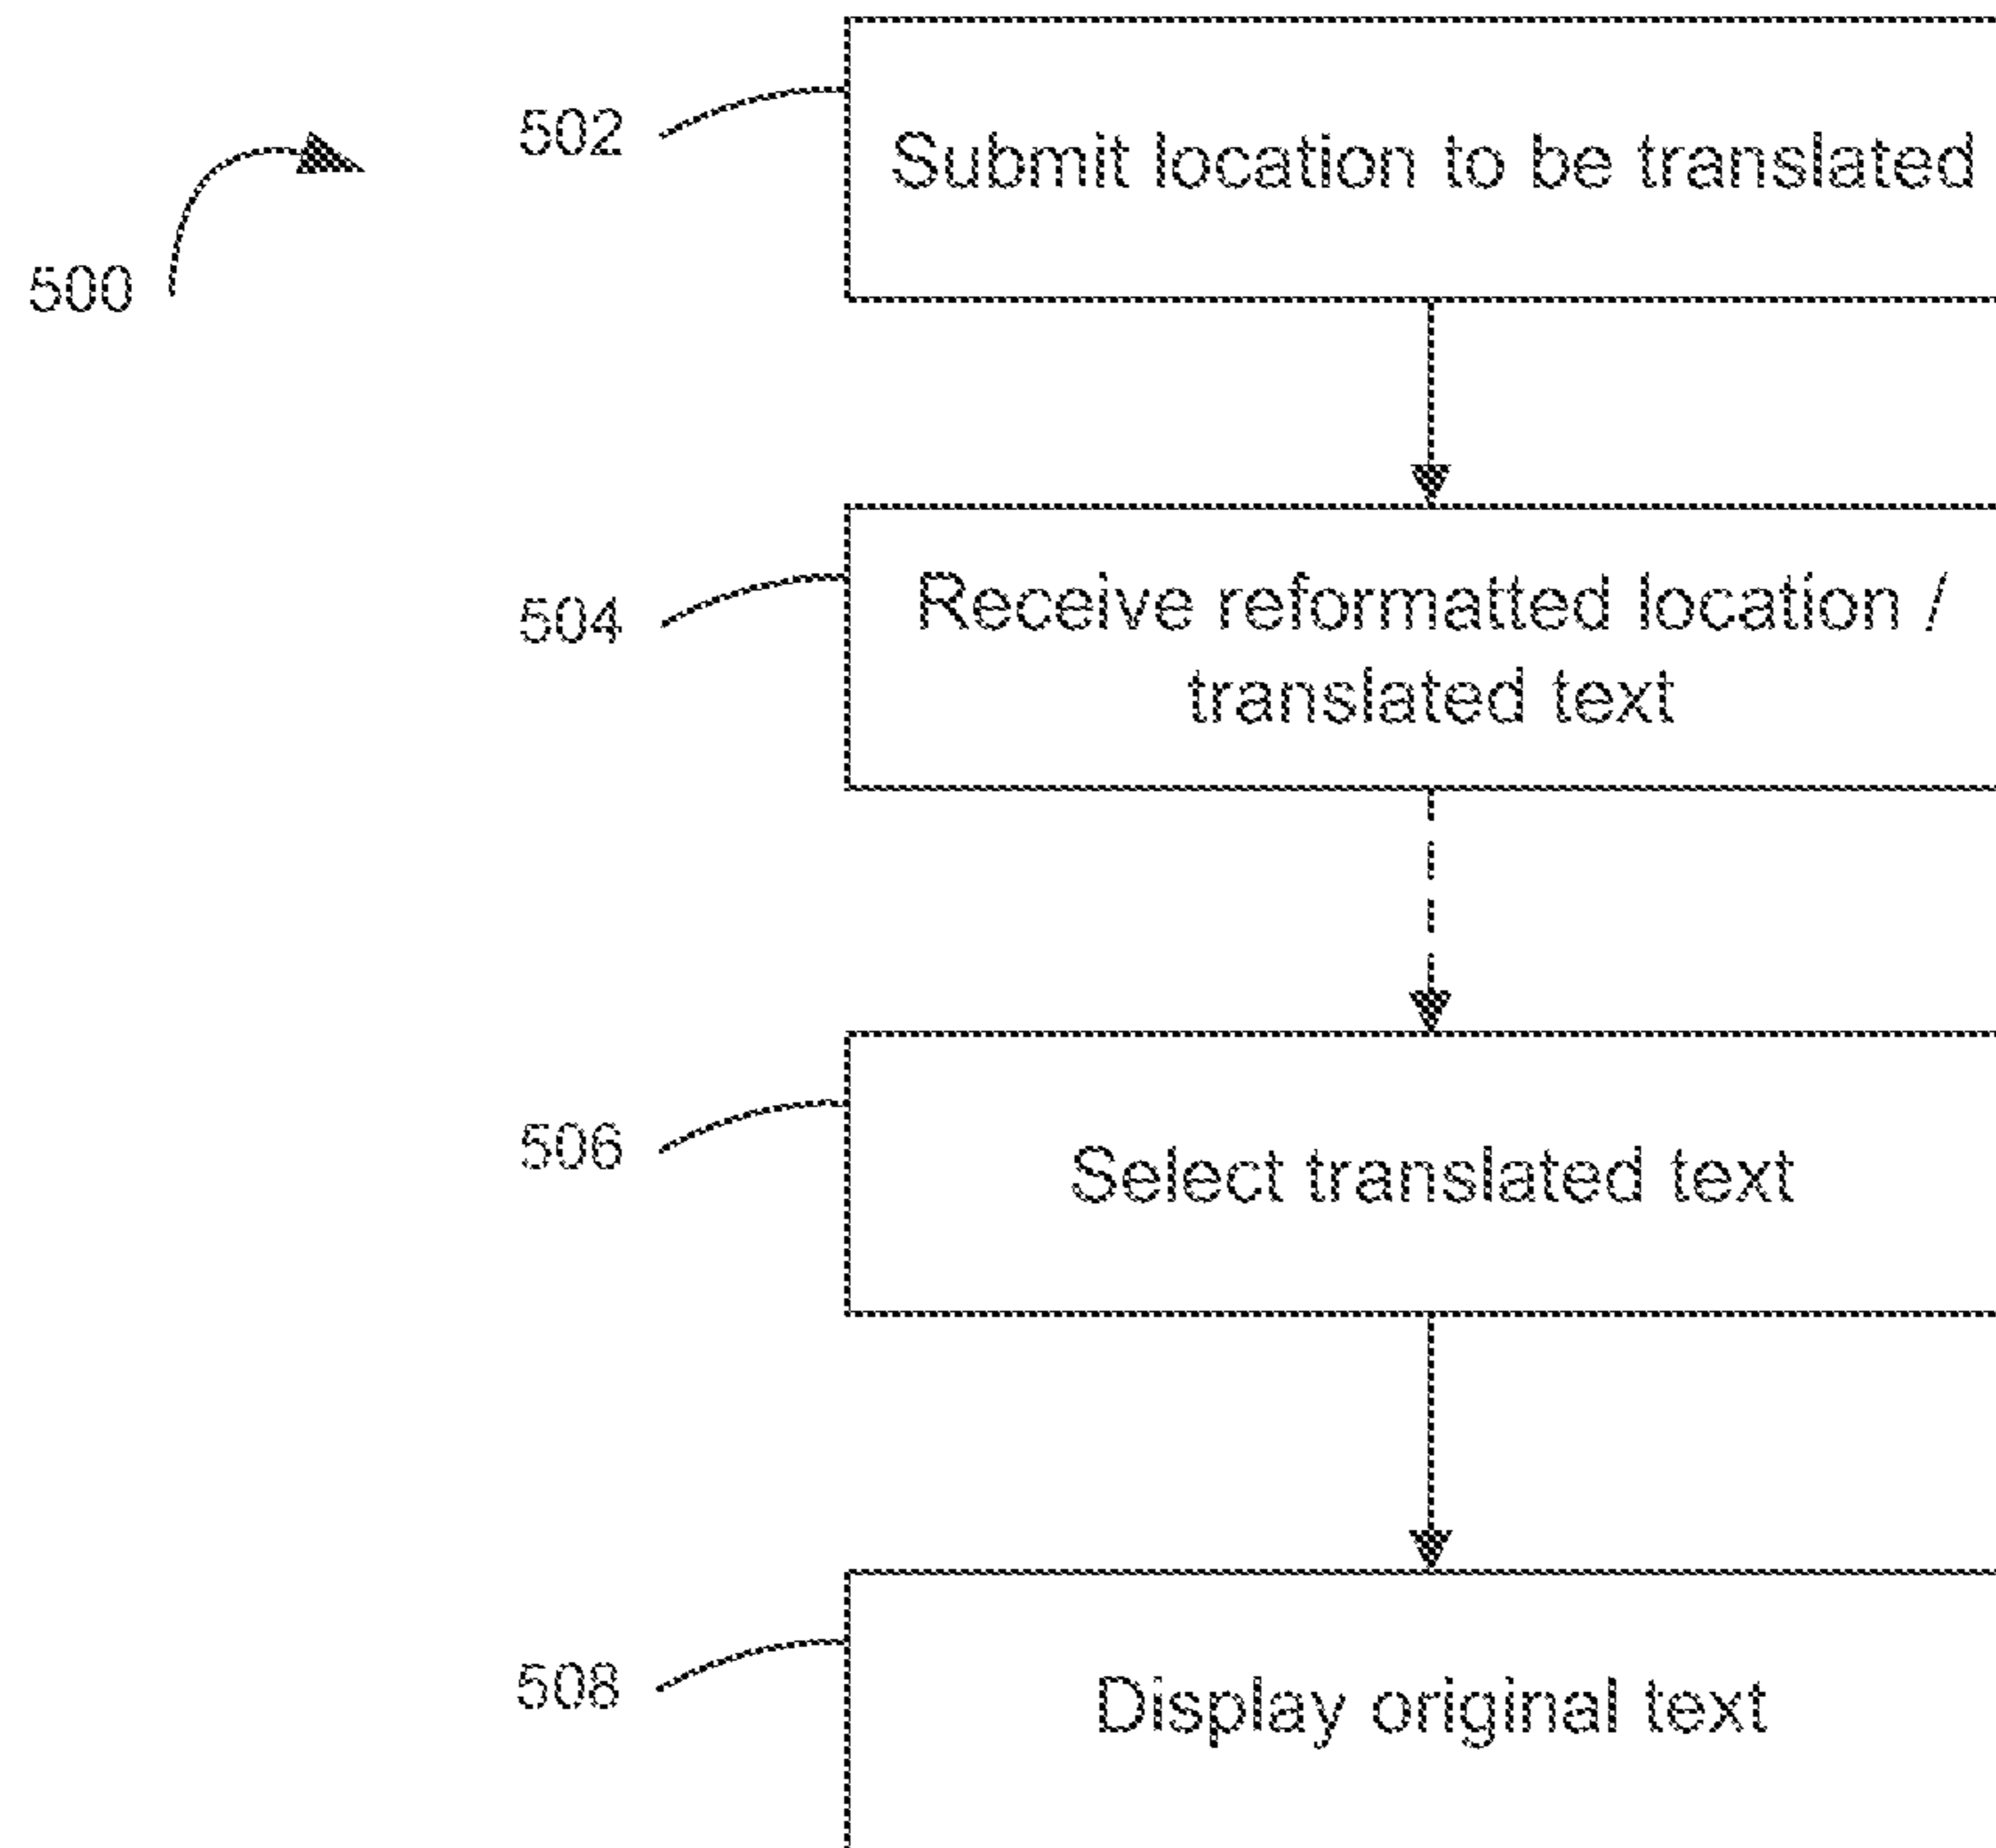 502
Submit location to be translated
500
504
Receive reformatted location /
translated text
506
Select translated text
508
Display original text